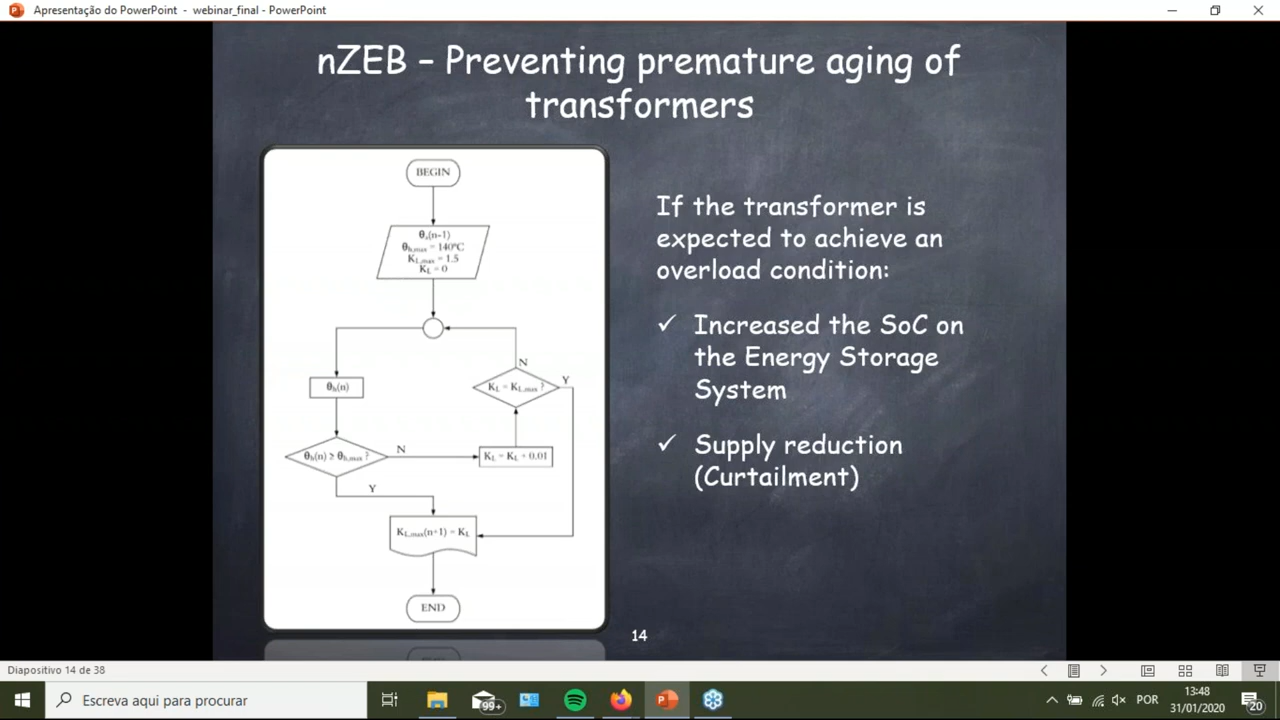 Apresentação do PowerPoint - webinar_final - PowerPoint
nZEB – Preventing premature aging of
transformers
BEGIN
θₐ(n-1)
θh,max = 140ºC
KL,max = 1.5
KL = 0
N
θh(n)
KL = KL,max ?
Y
θh(n) ≥ θh,max ?
N
KL = KL + 0.01
Y
KL,max(n+1) = KL
END
If the transformer is
expected to achieve an
overload condition:
✓ Increased the SoC on
the Energy Storage
System
✓ Supply reduction
(Curtailment)
14
Diapositivo 14 de 38
Escreva aqui para procurar
99+
POR
13:48
31/01/2020
20